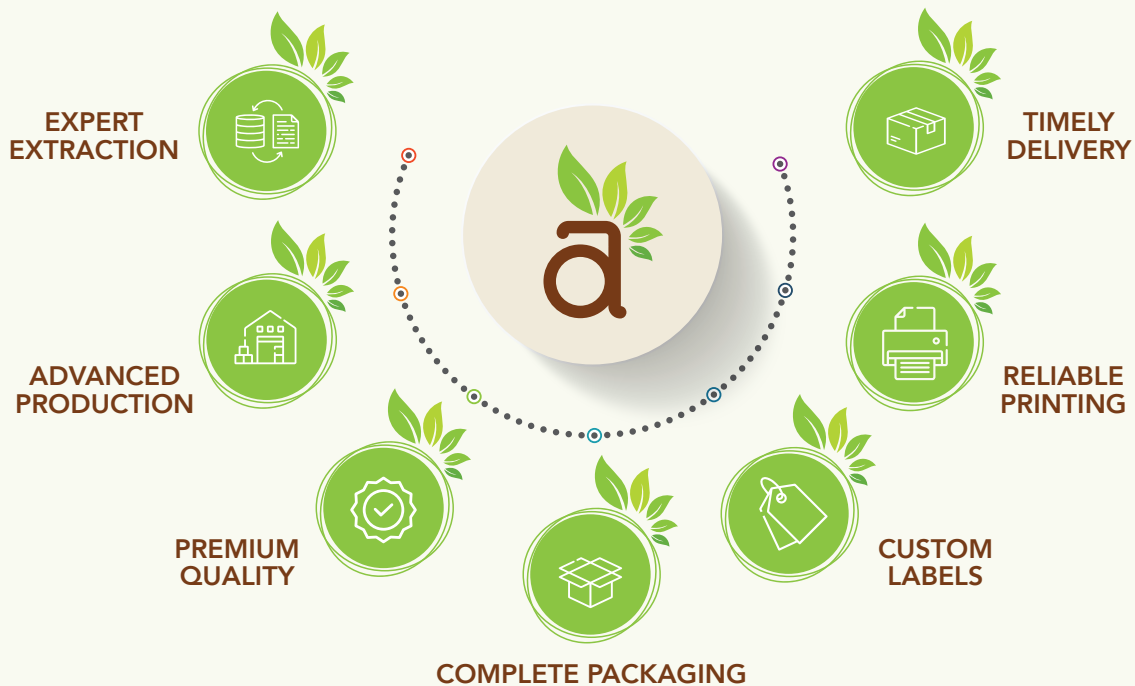 EXPERT
EXTRACTION
ADVANCED
PRODUCTION
PREMIUM
QUALITY
COMPLETE PACKAGING
CUSTOM
LABELS
RELIABLE
PRINTING
TIMELY
DELIVERY
a